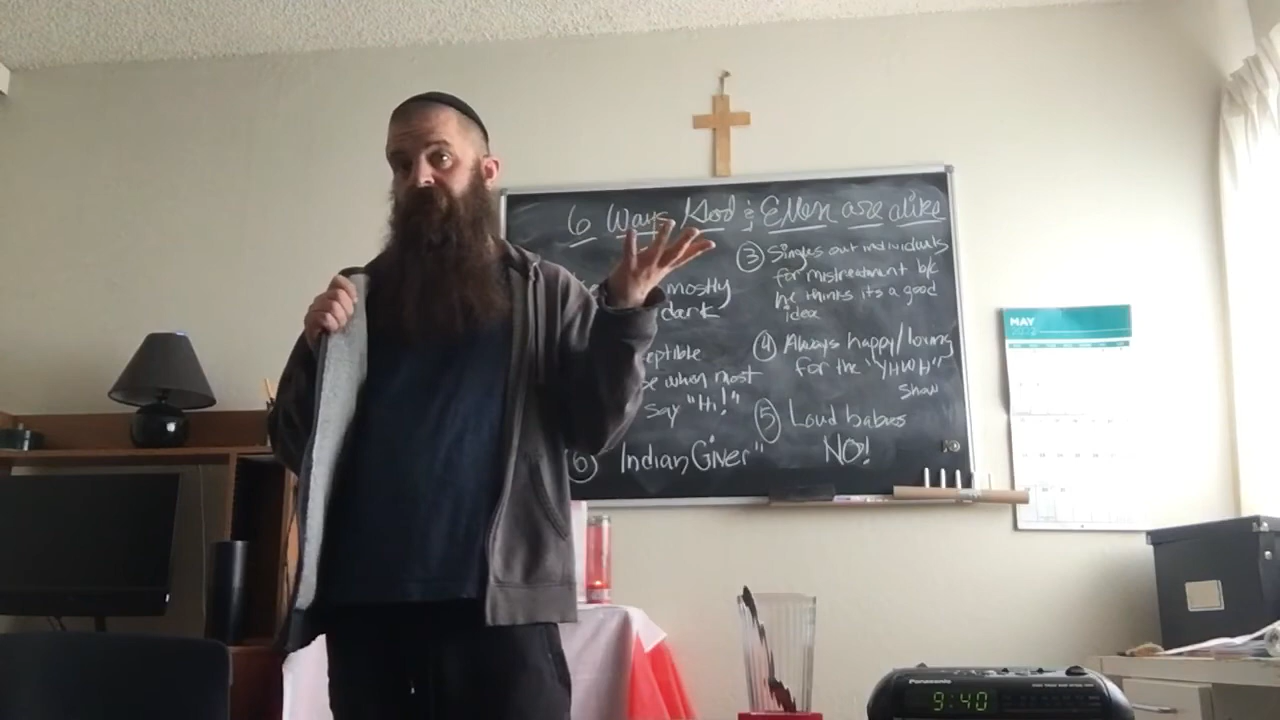 6 Ways God & Ellen are alike
mostly
dark
eptible
when most
say "Hi!"
6) "Indian Giver"
3 Singles out individuals
for mistreatment b/c
he thinks its a good
idea
4 Always happy/loving
for the "YHWH"
Show
5 Loud babies
NO!
MAY
Panasonic
9:40